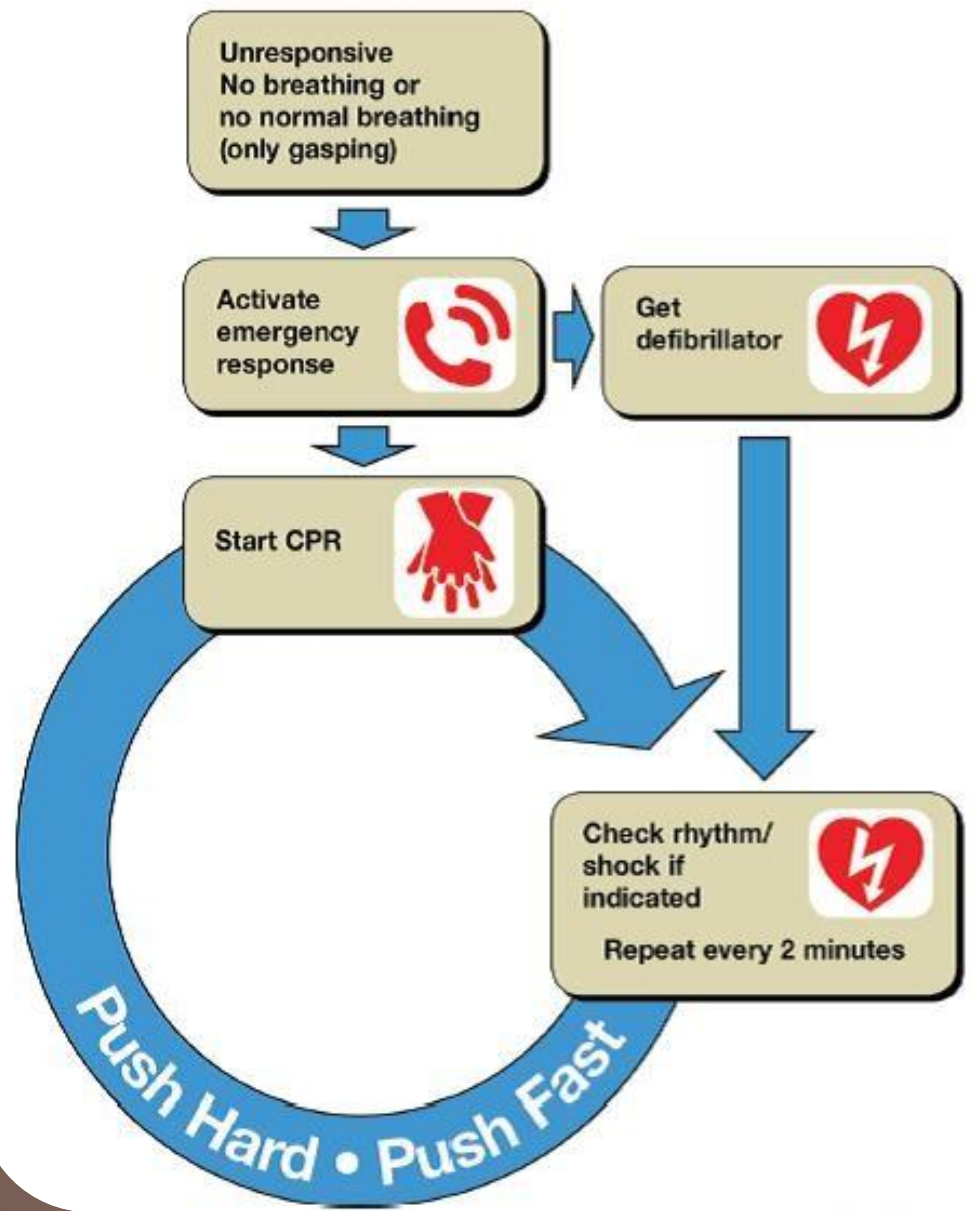 Unresponsive
No breathing or
no normal breathing
(only gasping)
Activate
emergency
response
Get
defibrillator
Start CPR
Check rhythm/
shock if
indicated
Repeat every 2 minutes
Push Hard • Push Fast